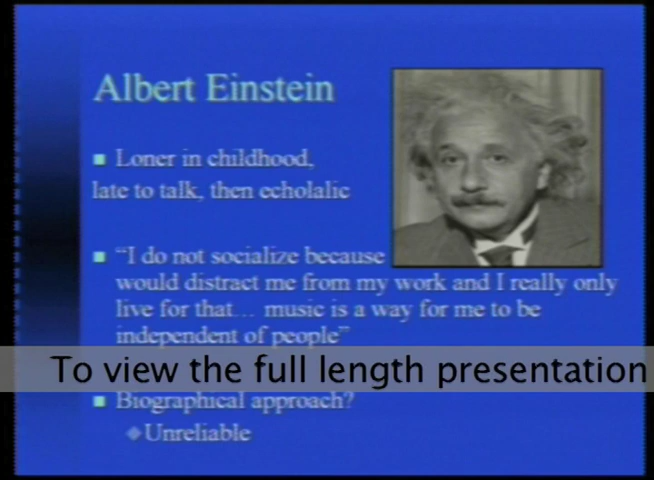 Albert Einstein
Loner in childhood,
late to talk, then echolalic
"I do not socialize because
would distract me from my work and I really only
live for that... music is a way for me to be
independent of people"
To view the full length presentation
Biographical approach?
Unreliable